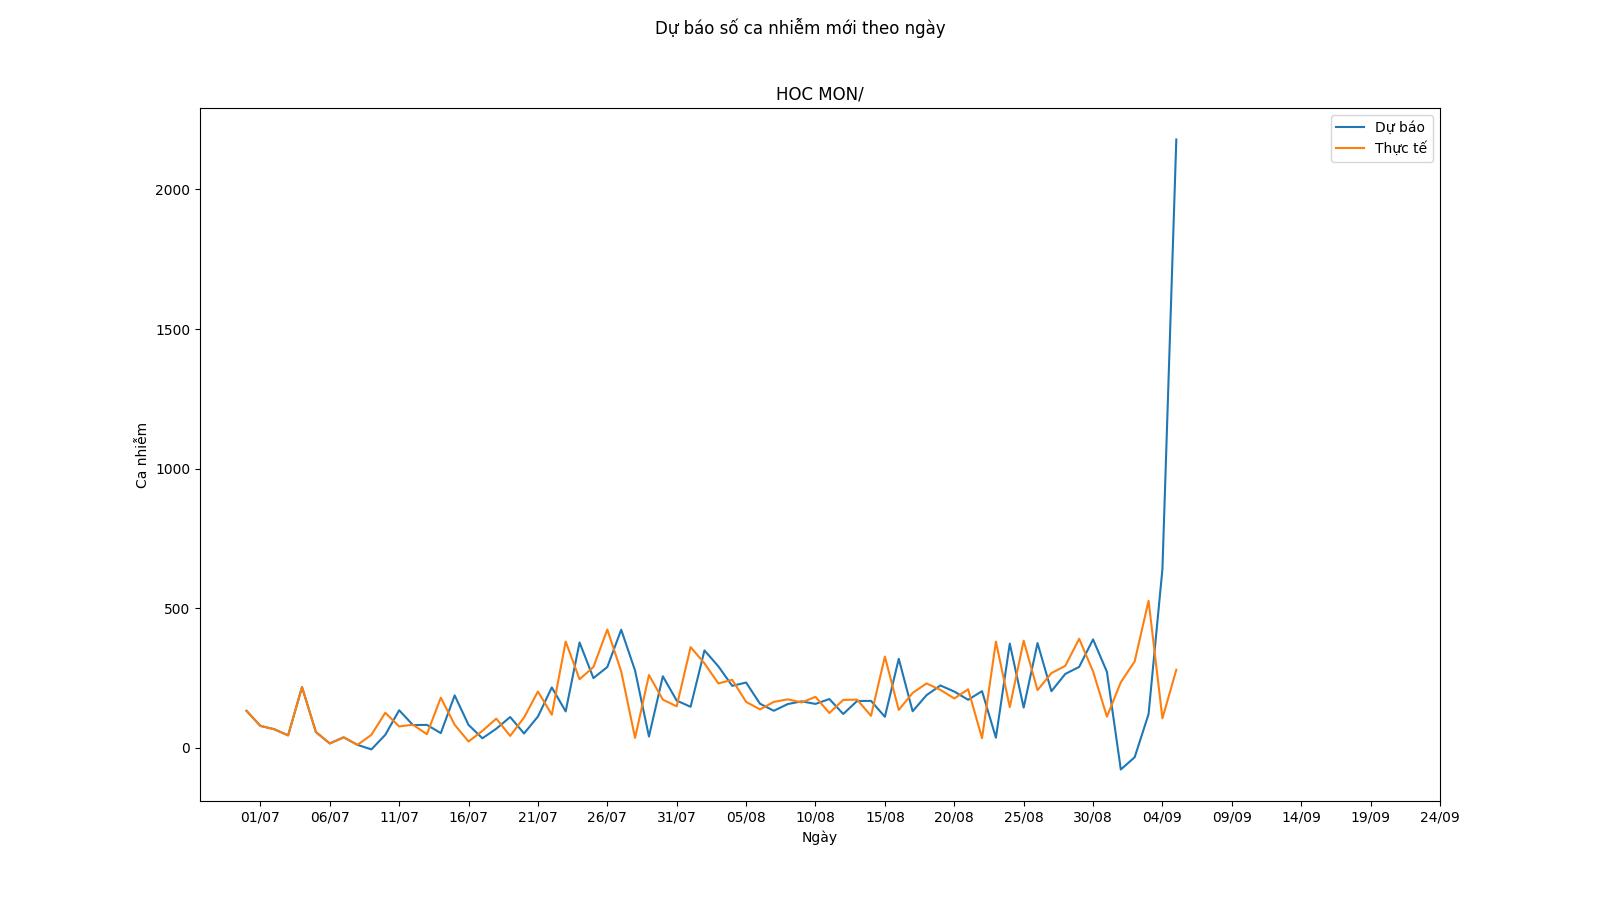 Dự báo số ca nhiễm mới theo ngày
HOC MON/
Dự báo
Thực tế
2000
1500
1000
500
0
Ca nhiễm
01/07 06/07 11/07 16/07 21/07 26/07 31/07 05/08 10/08 15/08 20/08 25/08 30/08 04/09 09/09 14/09 19/09 24/09
Ngày